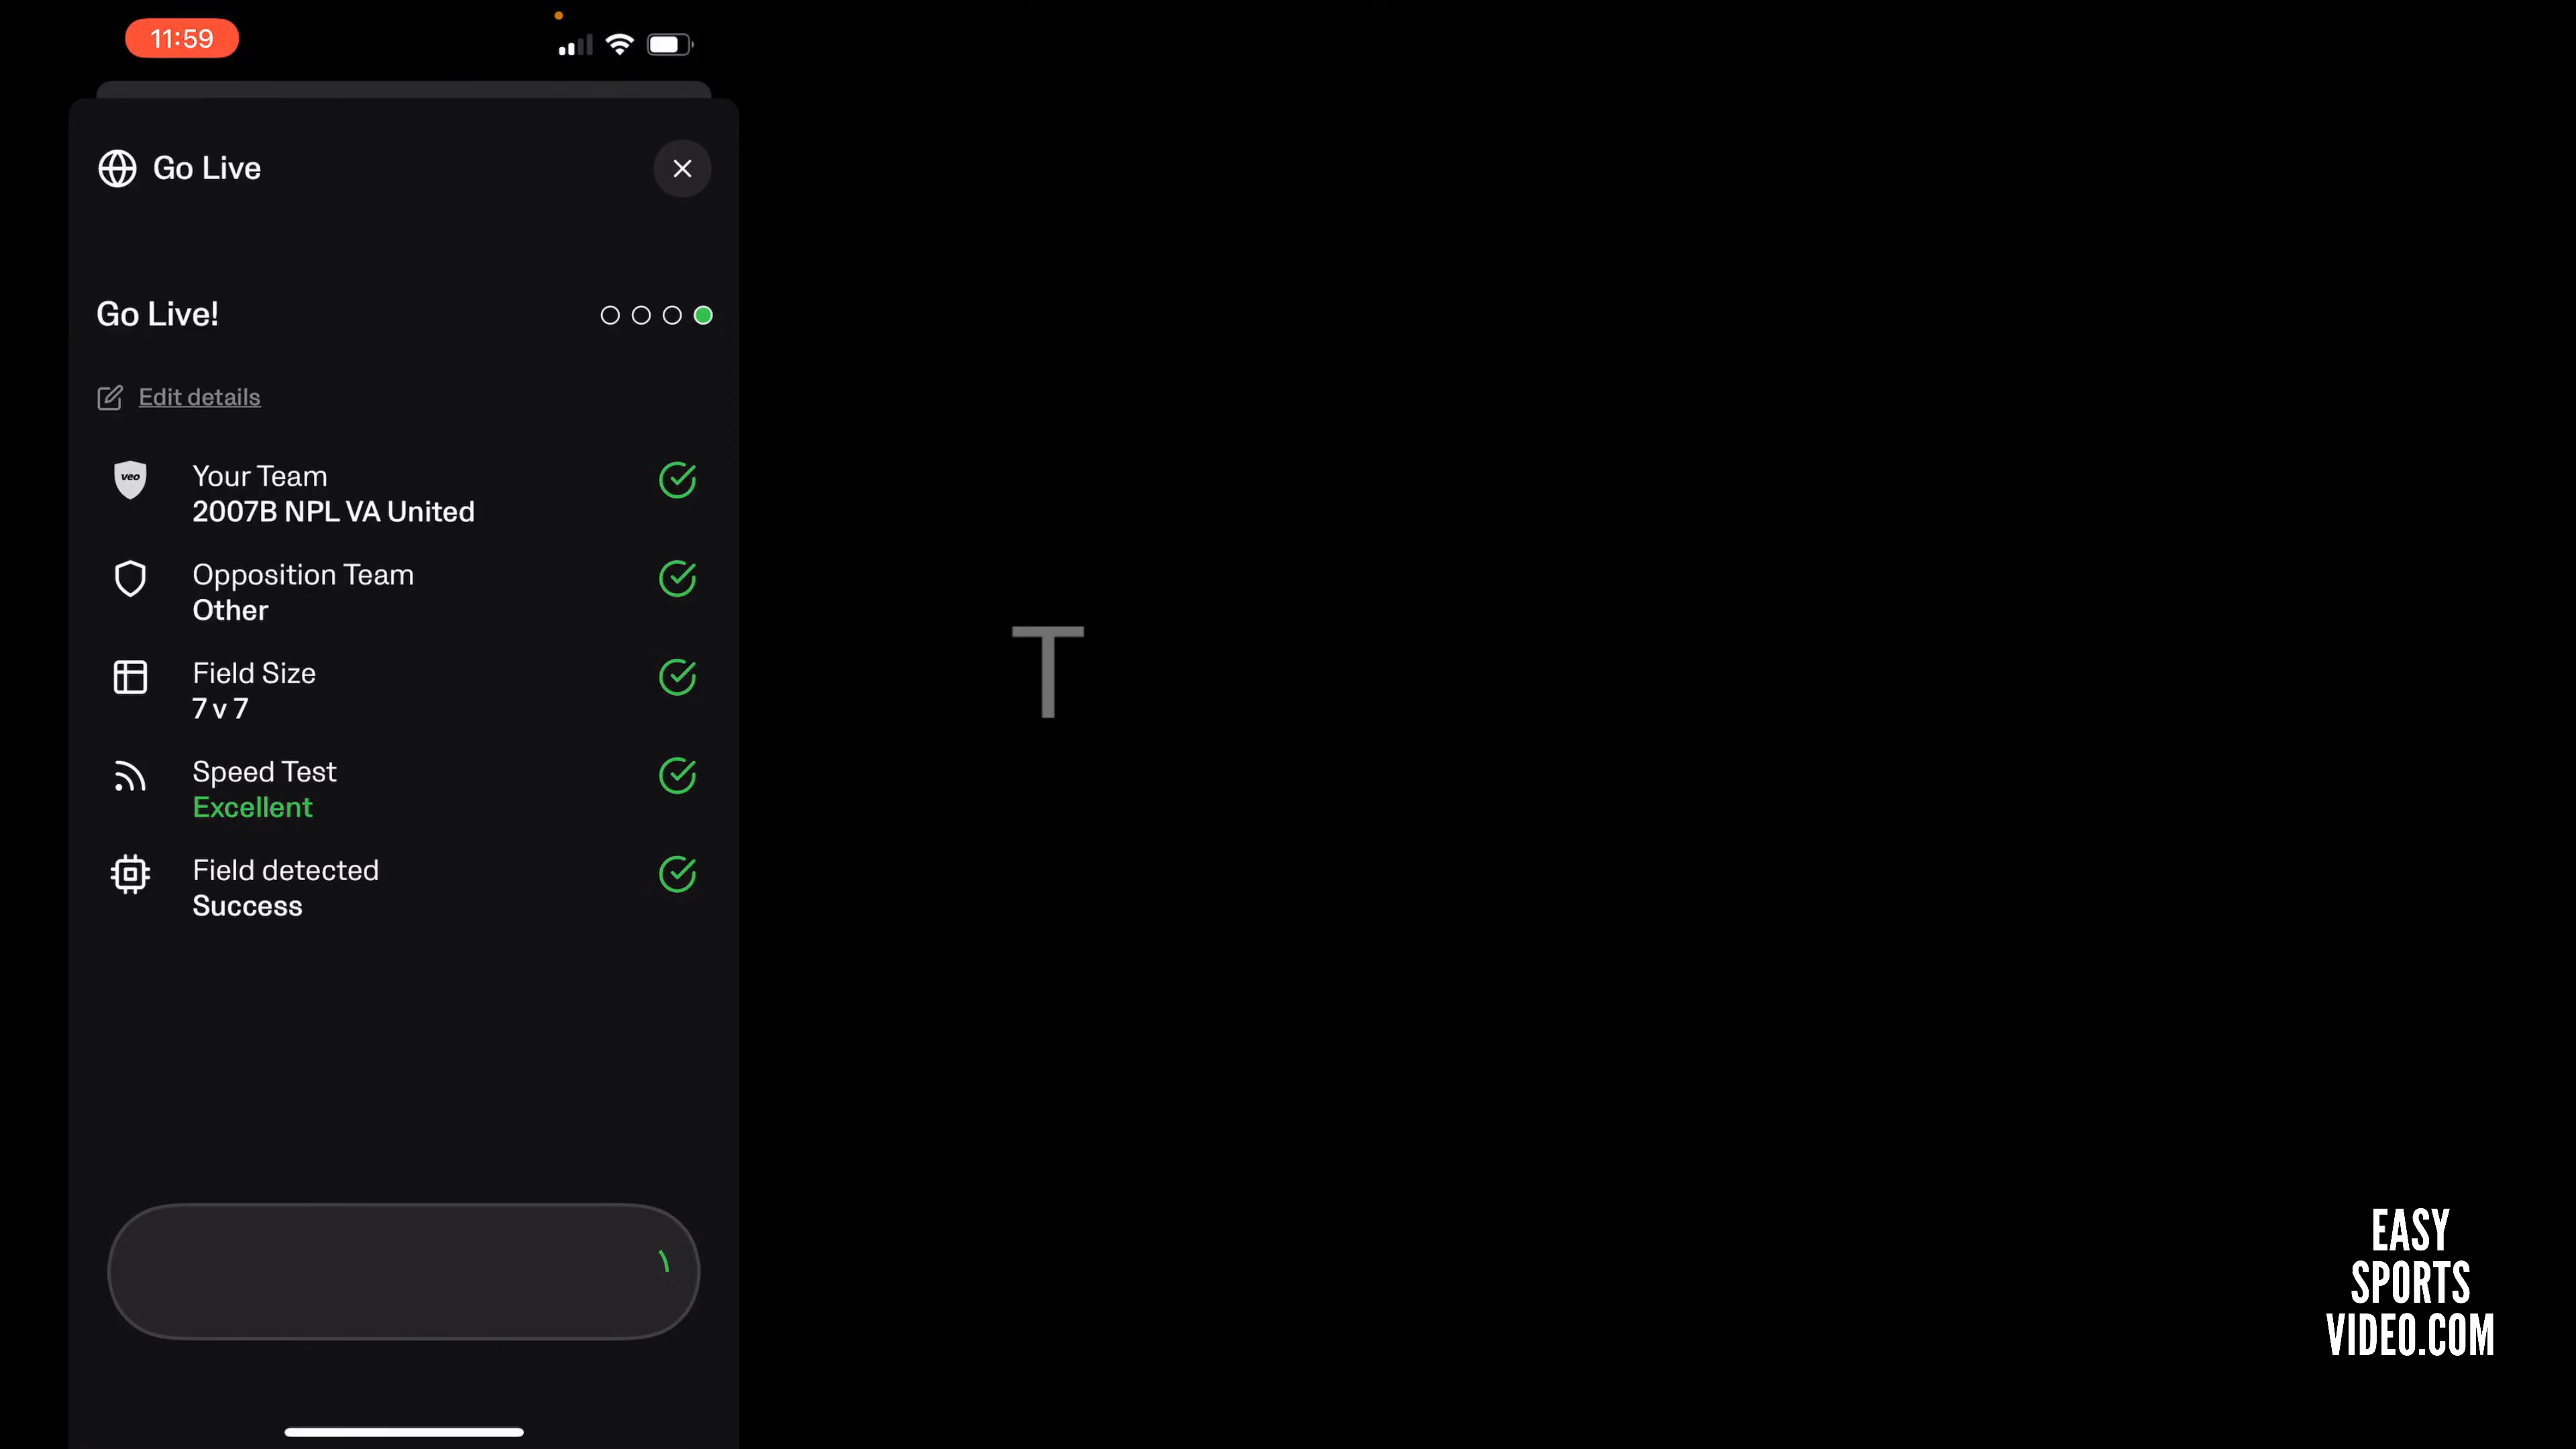 11:59
Go Live
Go Live!
Edit details
veo
Your Team
2007B NPL VA United
Opposition Team
Other
Field Size
7 v 7
Speed Test
Excellent
Field detected
Success
T
EASY
SPORTS
VIDEO.COM